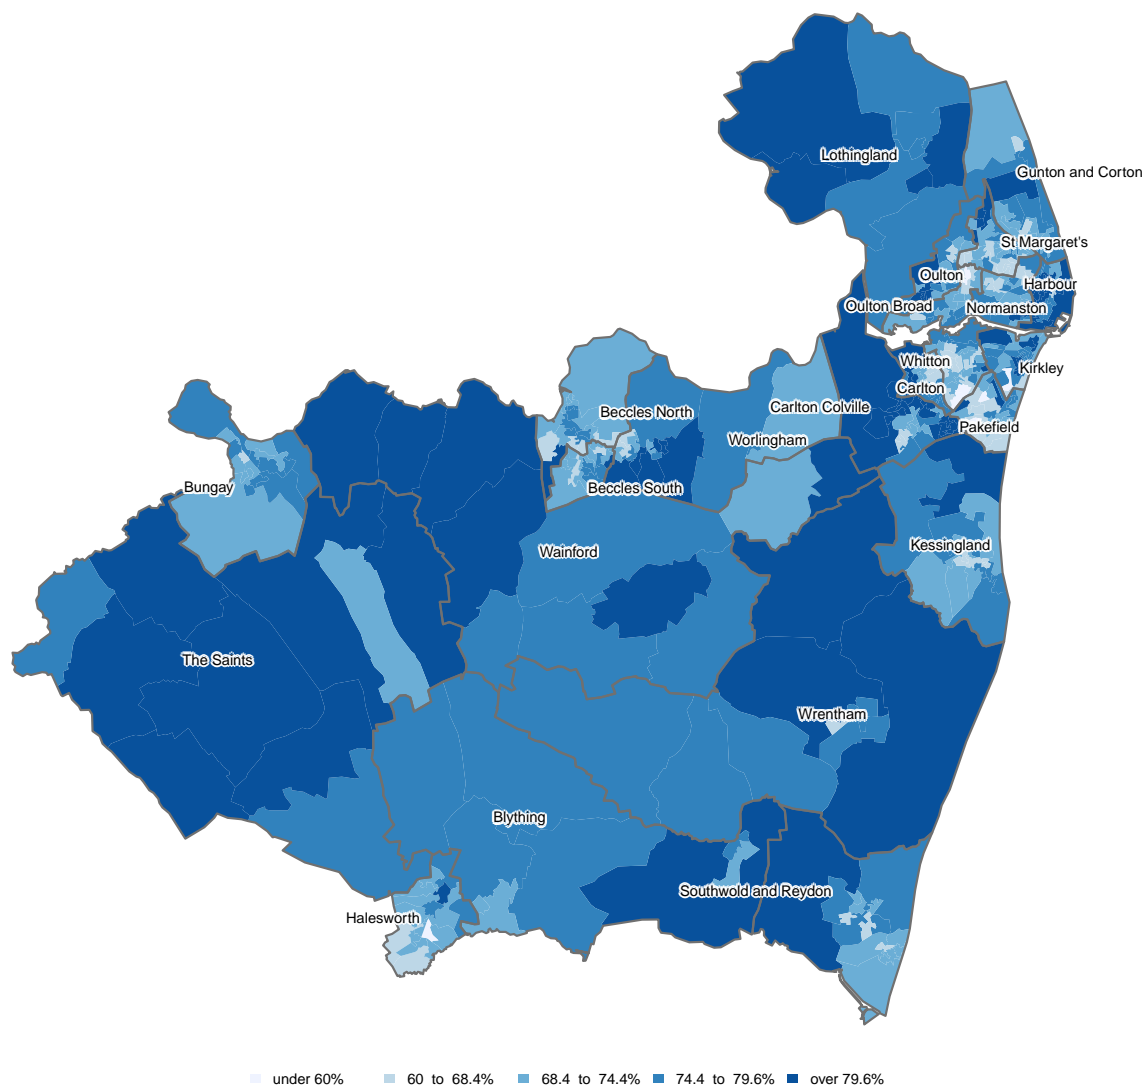 Lothingland
Gunton and Corton
St Margaret's
Oulton
Harbour
Oulton Broad
Normanston
Whitton
Kirkley
Carlton
Carlton Colville
Beccles North
Pakefield
Worlingham
Bungay
Beccles South
Kessingland
Wainford
The Saints
Wrentham
Blything
Southwold and Reydon
Halesworth
under 60%
60 to 68.4%
68.4 to 74.4%
74.4 to 79.6%
over 79.6%